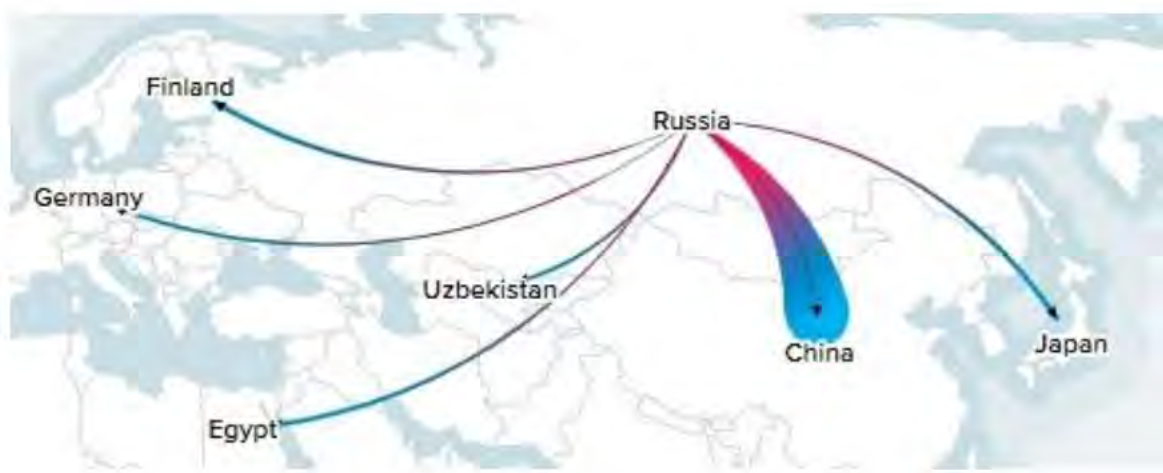 Finland
Russia
Germany
Uzbekistan
China
Japan
Egypt